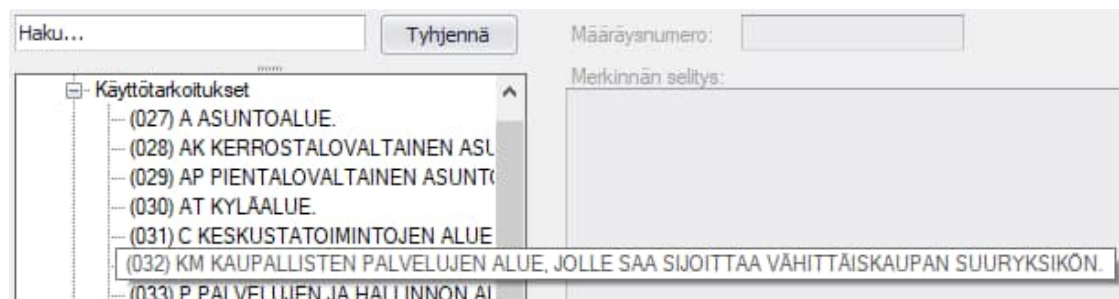 Haku... Tyhjennä Määräysnumero:
Merkinnän selitys:
Käyttötarkoitukset
(027) A ASUNTOALUE.
(028) AK KERROSTALOVALTAINEN ASU
(029) AP PIENTALOVALTAINEN ASUNTO
(030) AT KYLÄALUE.
(031) C KESKUSTATOIMINTOJEN ALUE
(032) KM KAUPALLISTEN PALVELUJEN ALUE, JOLLE SAA SIJOITTAA VÄHITTÄISKAUPAN SUURYKSIKÖN.
(033) P PALVELUJEN JA HALLINNON AL